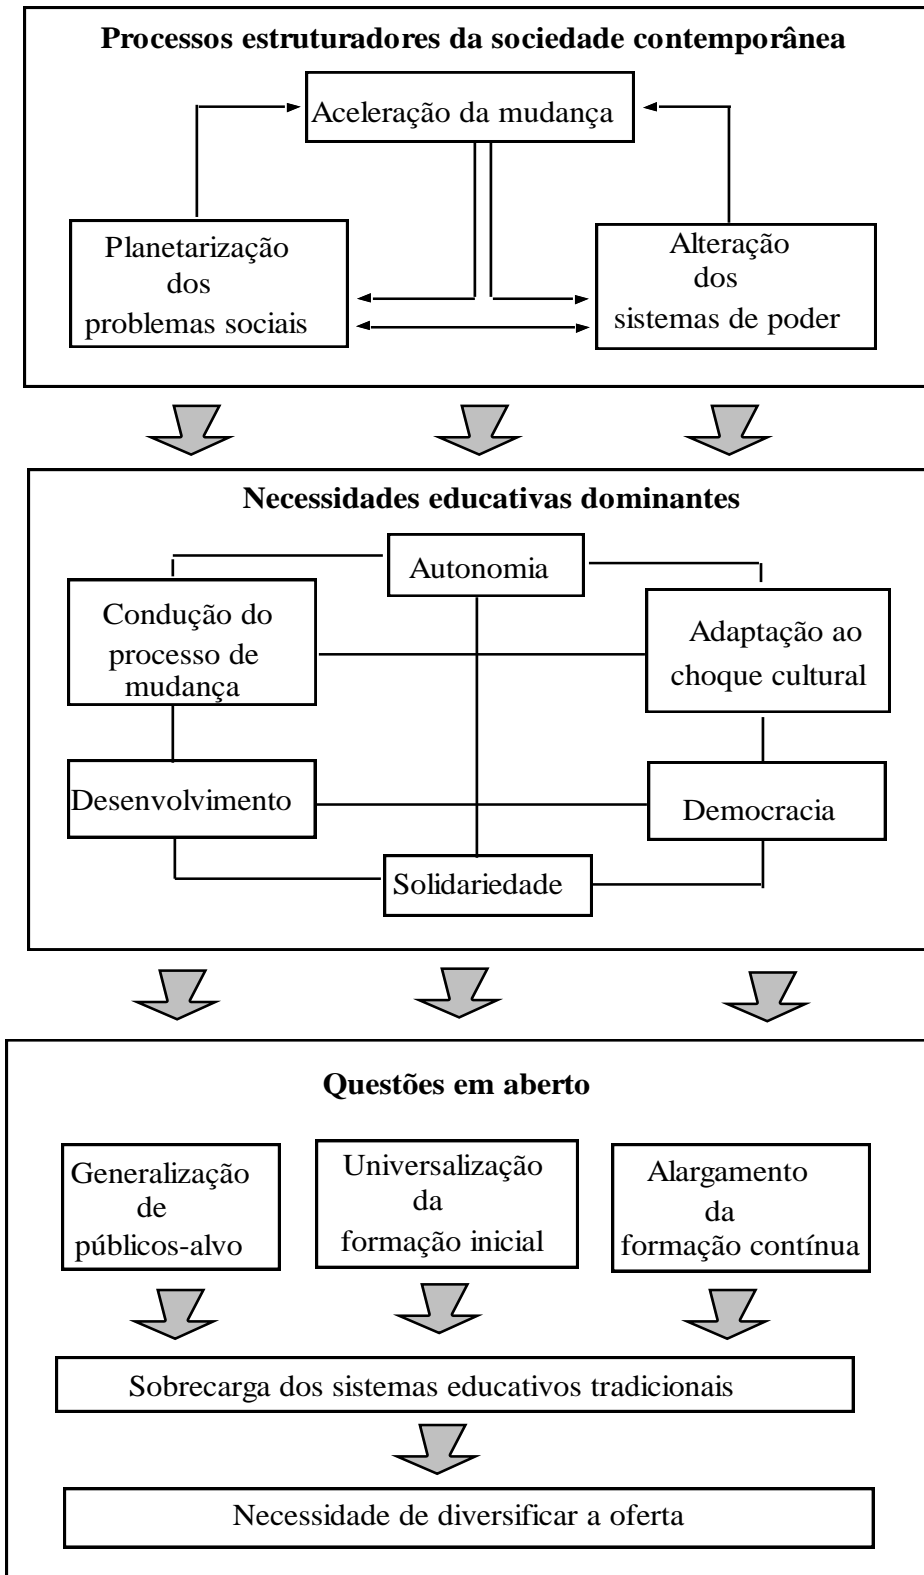 Processos estruturadores da sociedade contemporânea
Aceleração da mudança
Planetarização
dos
problemas sociais
Alteração
dos
sistemas de poder
Necessidades educativas dominantes
Autonomia
Condução do
processo de
mudança
Adaptação ao
choque cultural
Desenvolvimento
Democracia
Solidariedade
Questões em aberto
Generalização
de
públicos-alvo
Universalização
da
formação inicial
Alargamento
da
formação contínua
Sobrecarga dos sistemas educativos tradicionais
Necessidade de diversificar a oferta